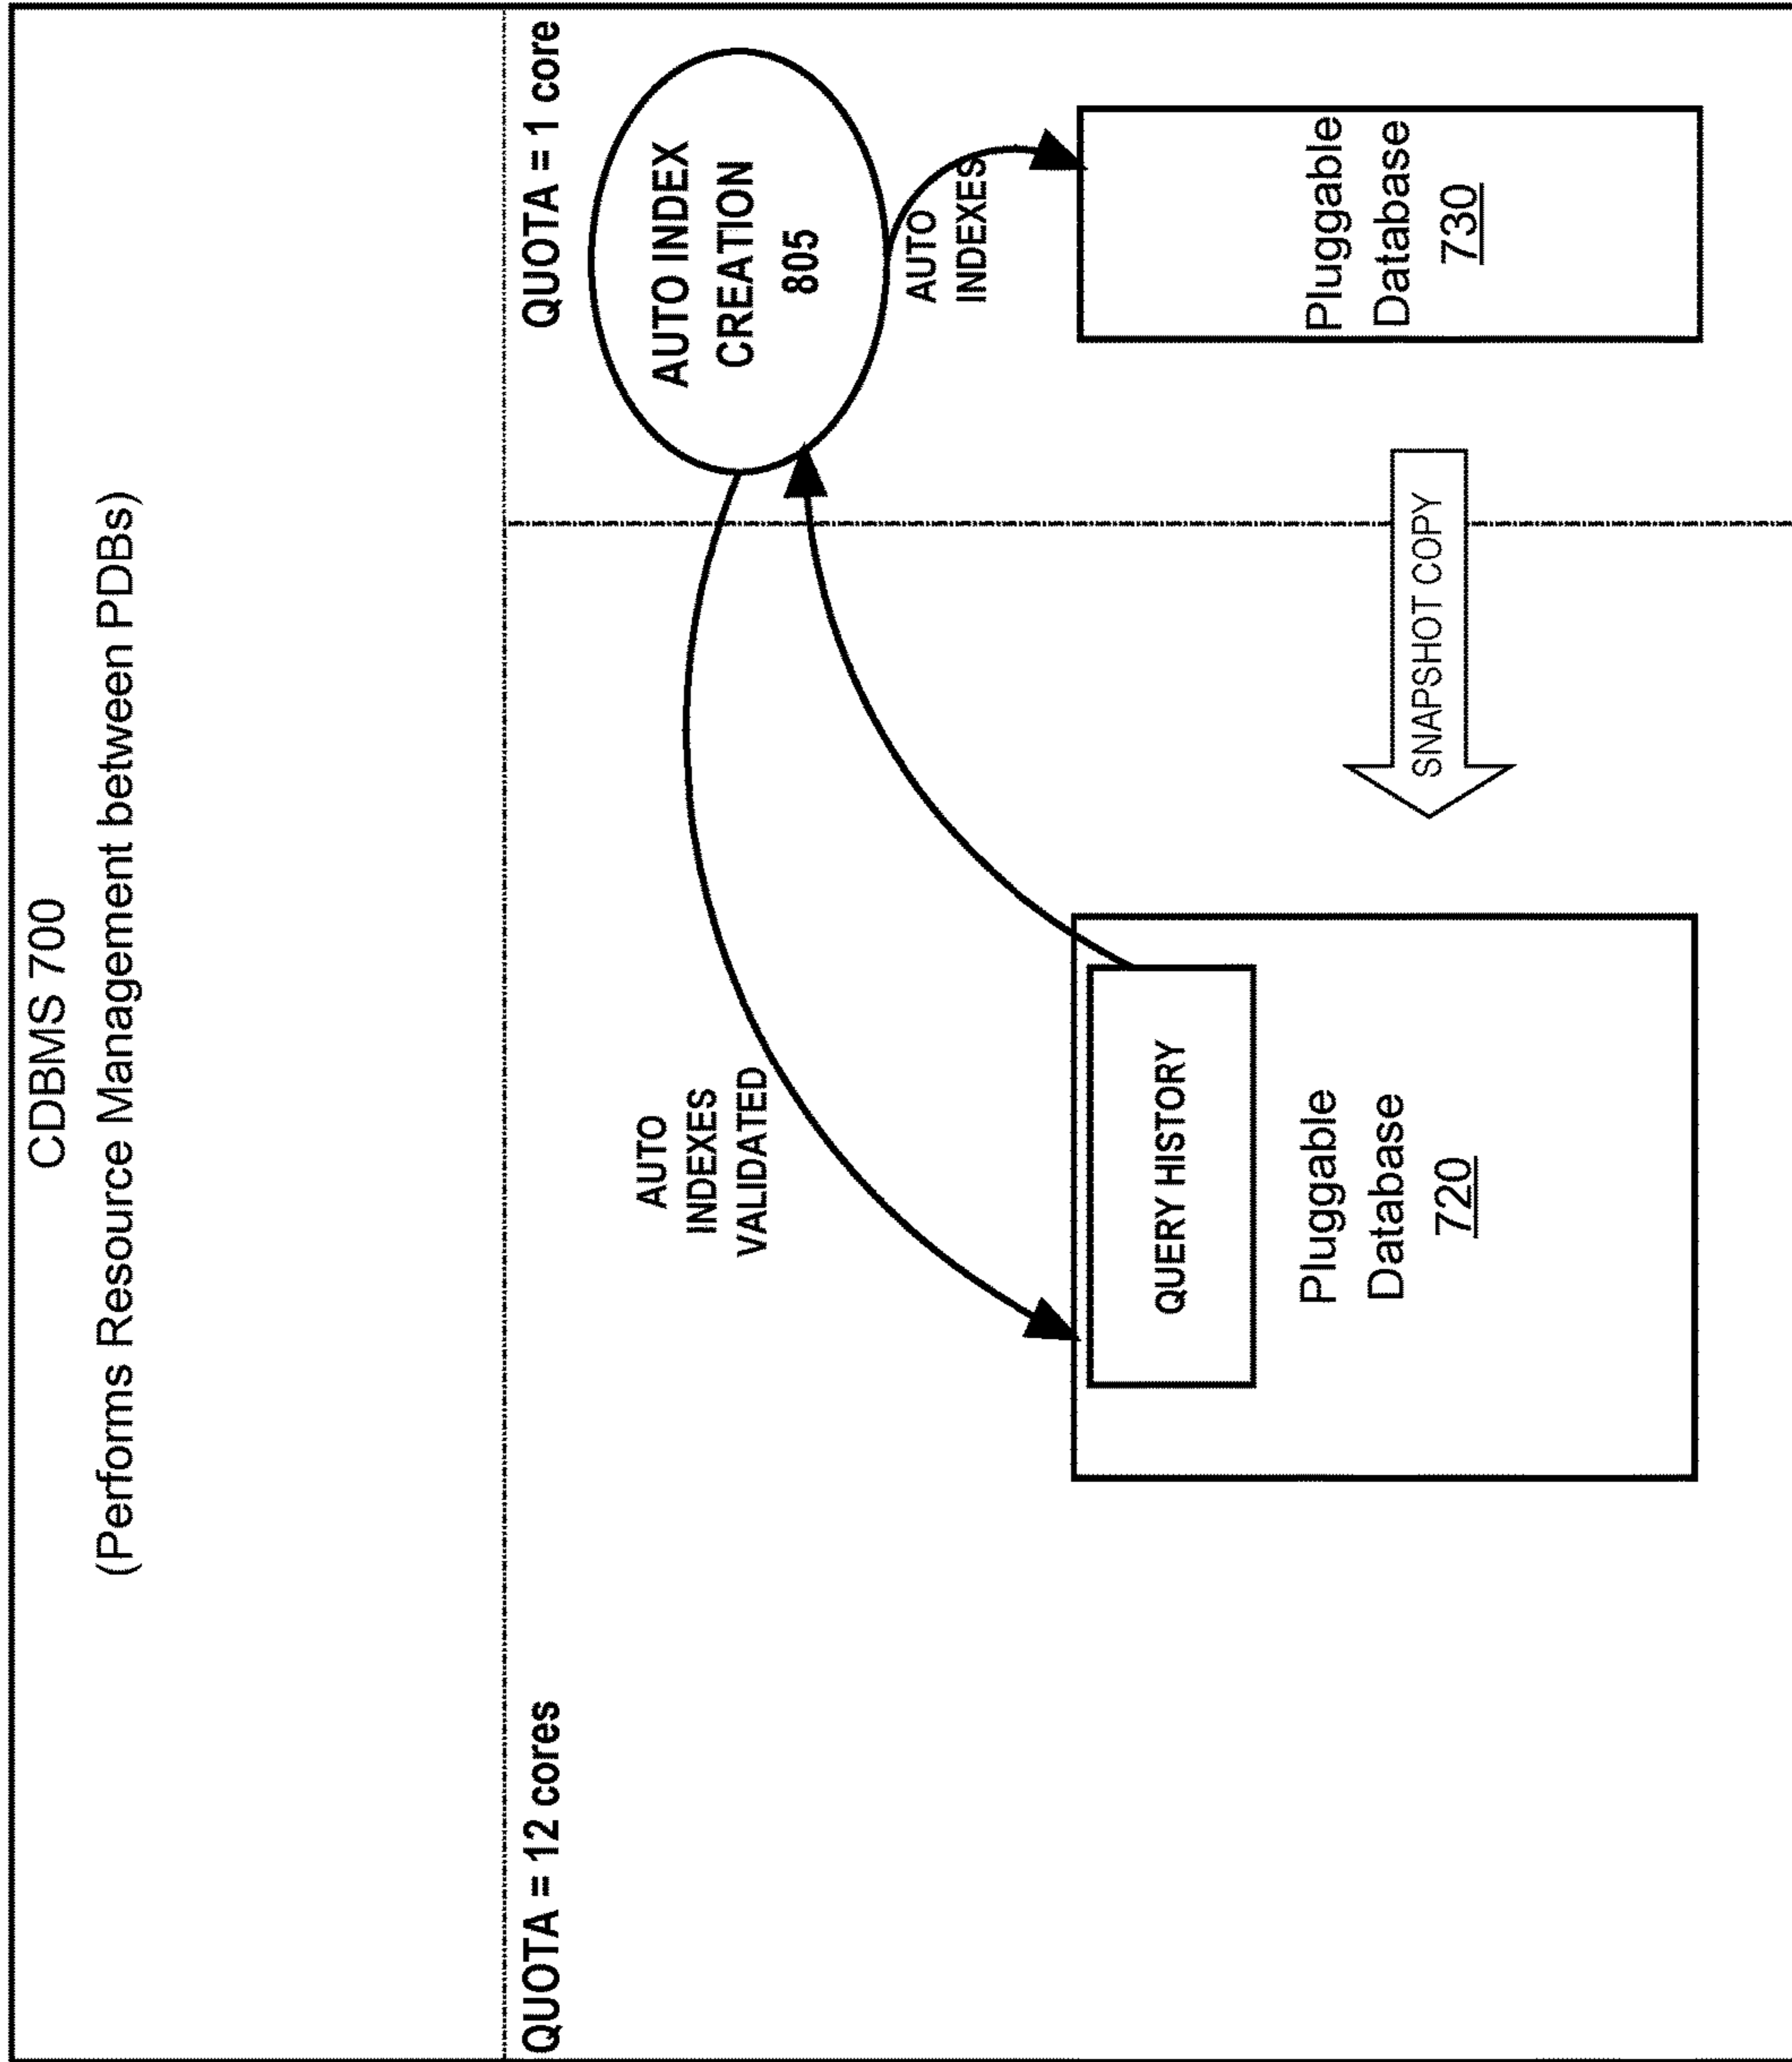 CDBMS 700
(Performs Resource Management between PDBs)
QUOTA = 12 cores
QUOTA = 1 core
AUTO
INDEXES
VALIDATED
AUTO INDEX
CREATION
805
AUTO
INDEXES
QUERY HISTORY
Pluggable
Database
720
SNAPSHOT COPY
Pluggable
Database
730